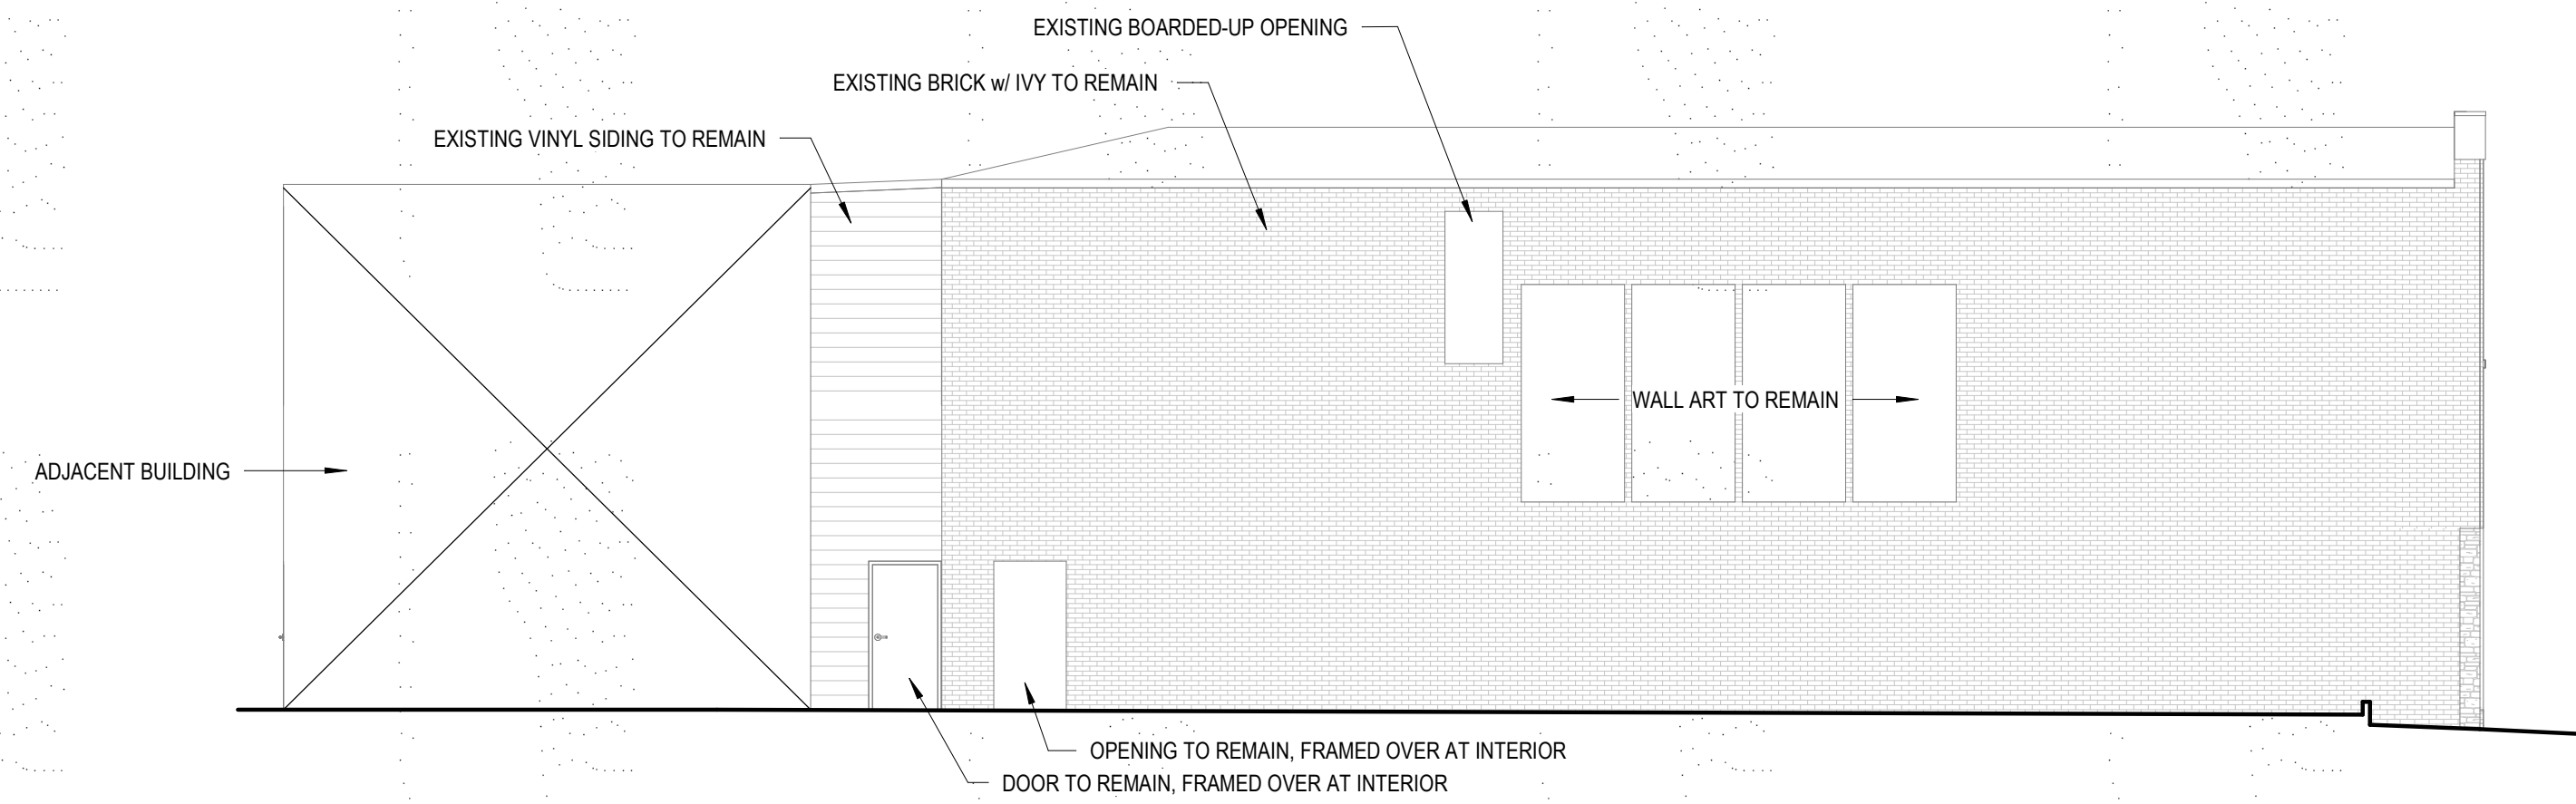 EXISTING BOARDED-UP OPENING
EXISTING BRICK w/ IVY TO REMAIN
EXISTING VINYL SIDING TO REMAIN
WALL ART TO REMAIN
ADJACENT BUILDING
OPENING TO REMAIN, FRAMED OVER AT INTERIOR
DOOR TO REMAIN, FRAMED OVER AT INTERIOR